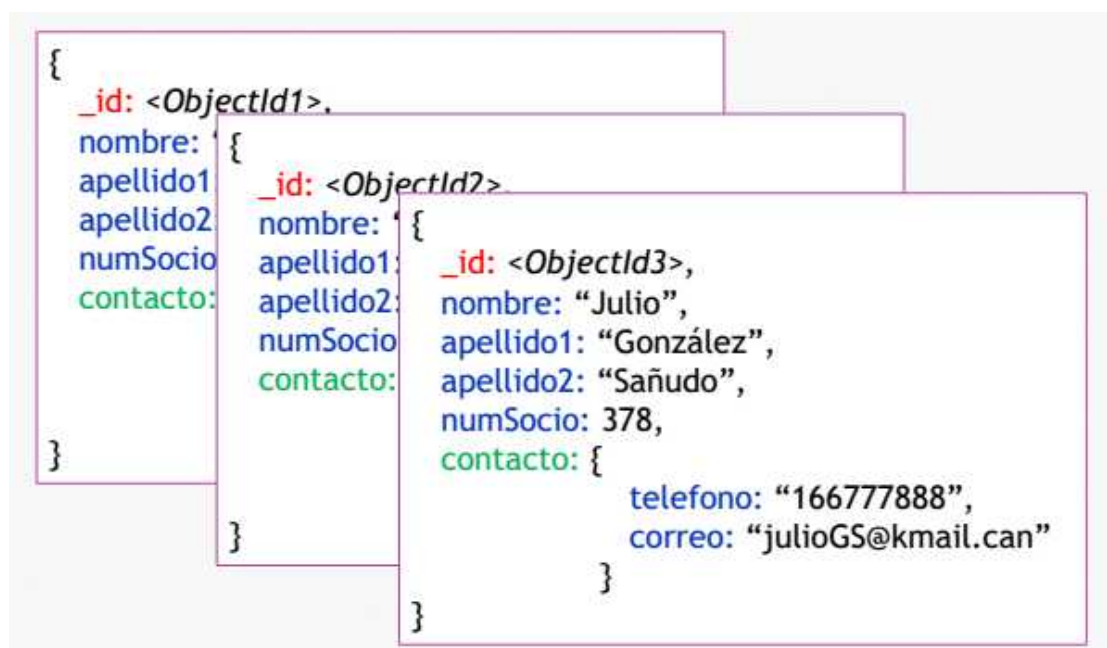 {
_id: <ObjectId1>,
nombre: “
apellido1
apellido2
numSocio
contacto:
}
{
_id: <ObjectId2>,
nombre: “
apellido1:
apellido2:
numSocio
contacto:
}
{
_id: <ObjectId3>,
nombre: “Julio”,
apellido1: “González”,
apellido2: “Sañudo”,
numSocio: 378,
contacto: {
telefono: “166777888”,
correo: “julioGS@kmail.can”
}
}